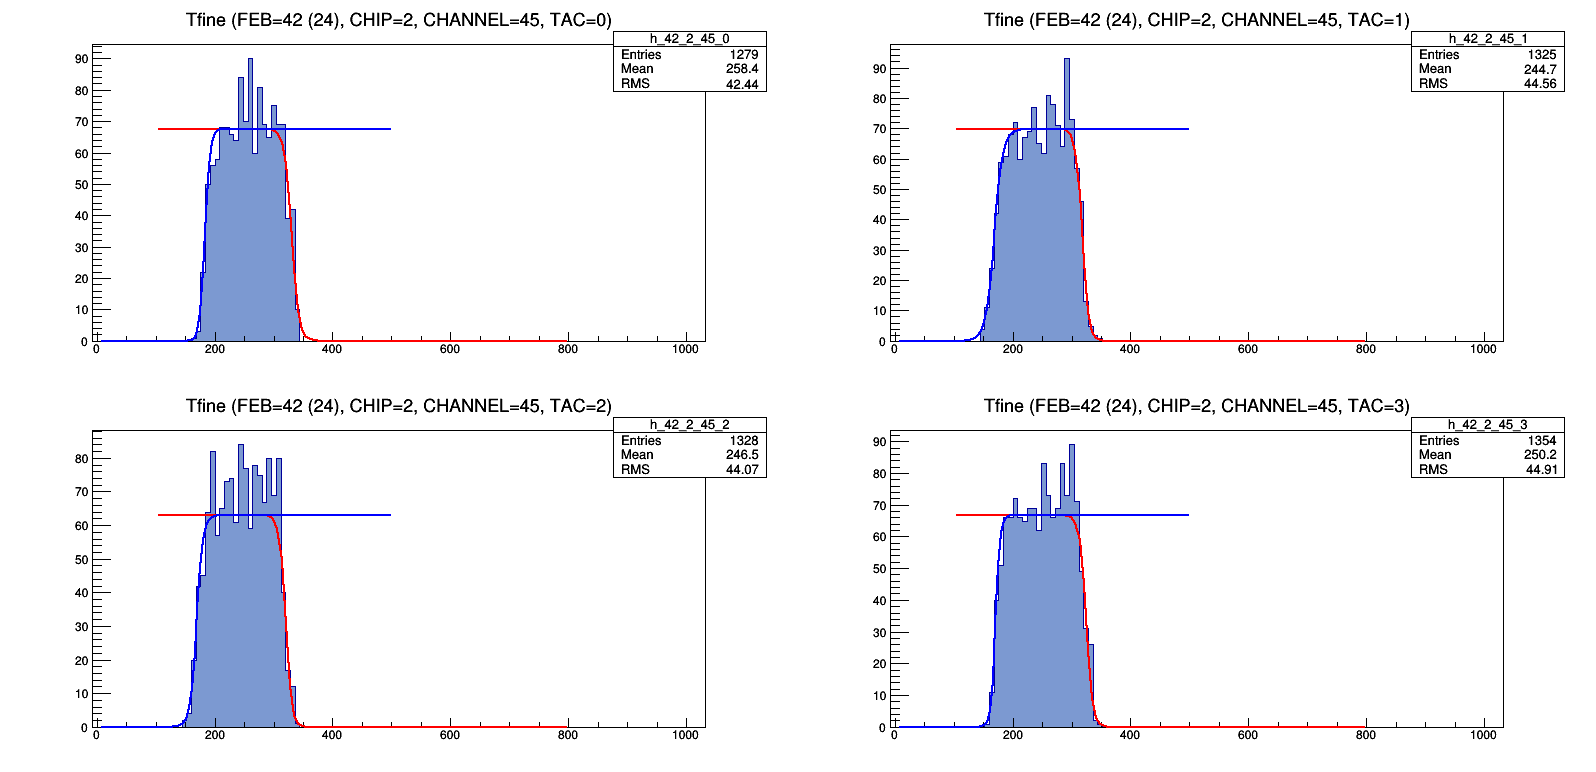 Tfine (FEB=42 (24), CHIP=2, CHANNEL=45, TAC=0)
h_42_2_45_0
Entries 1279
Mean 258.4
RMS 42.44
90
80
70
60
50
40
30
20
10
0
0 200 400 600 800 1000
Tfine (FEB=42 (24), CHIP=2, CHANNEL=45, TAC=1)
h_42_2_45_1
Entries 1325
Mean 244.7
RMS 44.56
90
80
70
60
50
40
30
20
10
0
0 200 400 600 800 1000
Tfine (FEB=42 (24), CHIP=2, CHANNEL=45, TAC=2)
h_42_2_45_2
Entries 1328
Mean 246.5
RMS 44.07
80
70
60
50
40
30
20
10
0
0 200 400 600 800 1000
Tfine (FEB=42 (24), CHIP=2, CHANNEL=45, TAC=3)
h_42_2_45_3
Entries 1354
Mean 250.2
RMS 44.91
90
80
70
60
50
40
30
20
10
0
0 200 400 600 800 1000